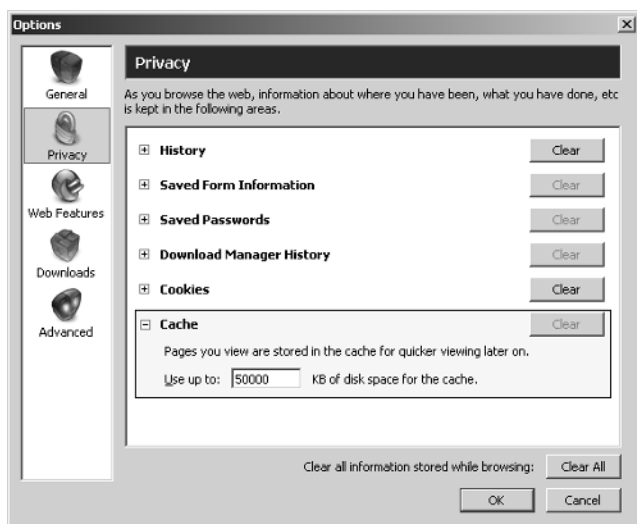 Options
General
Privacy
Web Features
Downloads
Advanced
Privacy
As you browse the web, information about where you have been, what you have done, etc
is kept in the following areas.
History Clear
Saved Form Information Clear
Saved Passwords Clear
Download Manager History Clear
Cookies Clear
Cache Clear
Pages you view are stored in the cache for quicker viewing later on.
Use up to: 50000 KB of disk space for the cache.
Clear all information stored while browsing: Clear All
OK Cancel